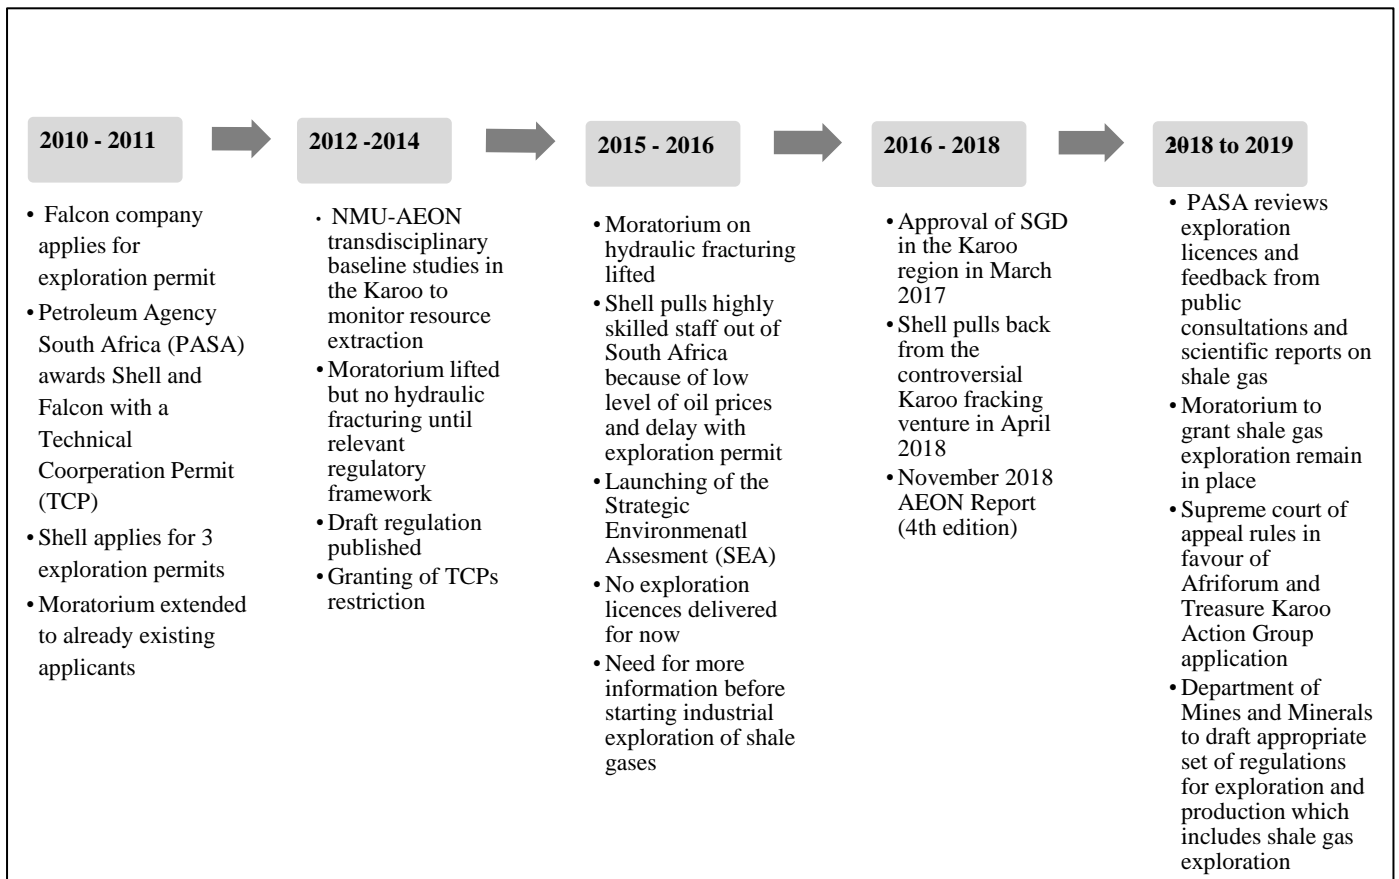 2010 - 2011
• Falcon company
applies for
exploration permit
• Petroleum Agency
South Africa (PASA)
awards Shell and
Falcon with a
Technical
Coorperation Permit
(TCP)
• Shell applies for 3
exploration permits
• Moratorium extended
to already existing
applicants
2012 -2014
• NMU-AEON
transdisciplinary
baseline studies in
the Karoo to
monitor resource
extraction
• Moratorium lifted
but no hydraulic
fracturing until
relevant
regulatory
framework
• Draft regulation
published
• Granting of TCPs
restriction
2015 - 2016
• Moratorium on
hydraulic fracturing
lifted
• Shell pulls highly
skilled staff out of
South Africa
because of low
level of oil prices
and delay with
exploration permit
• Launching of the
Strategic
Environmenatl
Assesment (SEA)
• No exploration
licences delivered
for now
• Need for more
information before
starting industrial
exploration of shale
gases
2016 - 2018
• Approval of SGD
in the Karoo
region in March
2017
• Shell pulls back
from the
controversial
Karoo fracking
venture in April
2018
• November 2018
AEON Report
(4th edition)
2018 to 2019
• PASA reviews
exploration
licences and
feedback from
public
consultations and
scientific reports on
shale gas
• Moratorium to
grant shale gas
exploration remain
in place
• Supreme court of
appeal rules in
favour of
Afriforum and
Treasure Karoo
Action Group
application
• Department of
Mines and Minerals
to draft appropriate
set of regulations
for exploration and
production which
includes shale gas
exploration